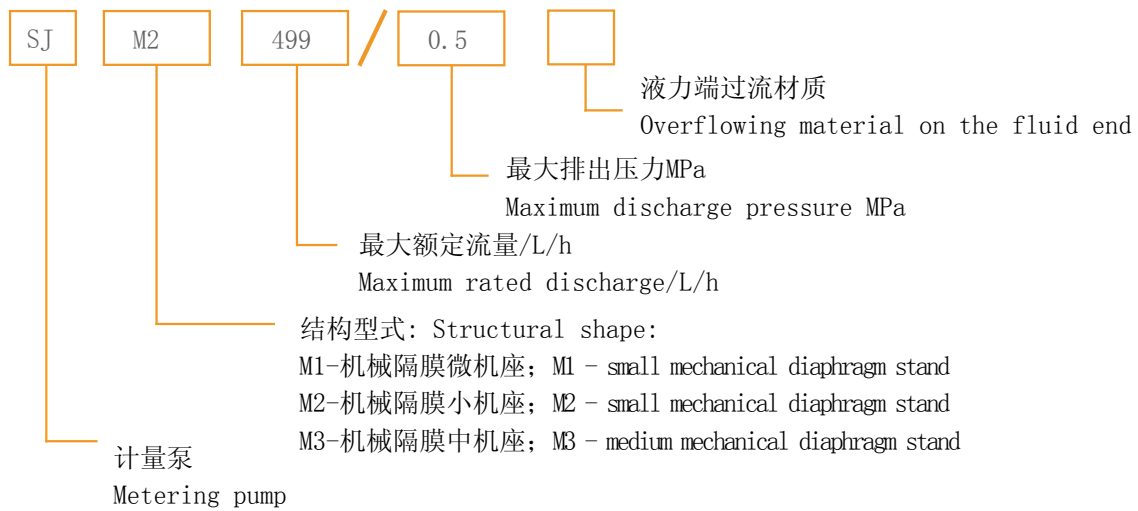 SJ M2 499 / 0.5
液力端过流材质
Overflowing material on the fluid end
最大排出压力MPa
Maximum discharge pressure MPa
最大额定流量/L/h
Maximum rated discharge/L/h
结构型式: Structural shape:
M1-机械隔膜微机座; M1 - small mechanical diaphragm stand
M2-机械隔膜小机座; M2 - small mechanical diaphragm stand
M3-机械隔膜中机座; M3 - medium mechanical diaphragm stand
计量泵
Metering pump